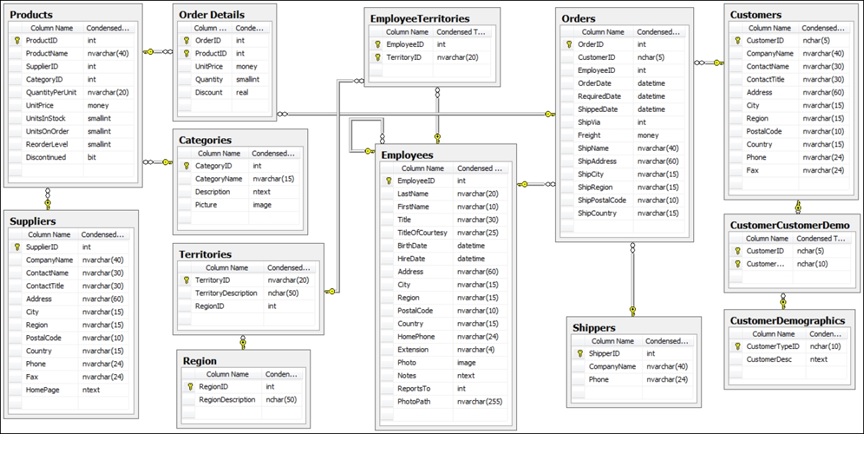 Products
Column Name Condensed...
ProductID int
ProductName nvarchar(40)
SupplierID int
CategoryID int
QuantityPerUnit nvarchar(20)
UnitPrice money
UnitsInStock smallint
UnitsOnOrder smallint
ReorderLevel smallint
Discontinued bit
Suppliers
Column Name Condensed...
SupplierID int
CompanyName nvarchar(40)
ContactName nvarchar(30)
ContactTitle nvarchar(30)
Address nvarchar(60)
City nvarchar(15)
Region nvarchar(15)
PostalCode nvarchar(10)
Country nvarchar(15)
Phone nvarchar(24)
Fax nvarchar(24)
HomePage ntext
Order Details
Column ... Conde...
OrderID int
ProductID int
UnitPrice money
Quantity smallint
Discount real
Categories
Column Name Condensed...
CategoryID int
CategoryName nvarchar(15)
Description ntext
Picture image
Territories
Column Name Condensed...
TerritoryID nvarchar(20)
TerritoryDescription nchar(50)
RegionID int
Region
Column Name Conden...
RegionID int
RegionDescription nchar(50)
EmployeeTerritories
Column Name Condensed T...
EmployeeID int
TerritoryID nvarchar(20)
Employees
Column Name Condensed ...
EmployeeID int
LastName nvarchar(20)
FirstName nvarchar(10)
Title nvarchar(30)
TitleOfCourtesy nvarchar(25)
BirthDate datetime
HireDate datetime
Address nvarchar(60)
City nvarchar(15)
Region nvarchar(15)
PostalCode nvarchar(10)
Country nvarchar(15)
HomePhone nvarchar(24)
Extension nvarchar(4)
Photo image
Notes ntext
ReportsTo int
PhotoPath nvarchar(255)
Orders
Column Name Condensed ...
OrderID int
CustomerID nchar(5)
EmployeeID int
OrderDate datetime
RequiredDate datetime
ShippedDate datetime
ShipVia int
Freight money
ShipName nvarchar(40)
ShipAddress nvarchar(60)
ShipCity nvarchar(15)
ShipRegion nvarchar(15)
ShipPostalCode nvarchar(10)
ShipCountry nvarchar(15)
Shippers
Column Name Condensed...
ShipperID int
CompanyName nvarchar(40)
Phone nvarchar(24)
Customers
Column Name Condensed ...
CustomerID nchar(5)
CompanyName nvarchar(40)
ContactName nvarchar(30)
ContactTitle nvarchar(30)
Address nvarchar(60)
City nvarchar(15)
Region nvarchar(15)
PostalCode nvarchar(10)
Country nvarchar(15)
Phone nvarchar(24)
Fax nvarchar(24)
CustomerCustomerDemo
Column Name Condensed T...
CustomerID nchar(5)
Customer... nchar(10)
CustomerDemographics
Column Name Conden...
CustomerTypeID nchar(10)
CustomerDesc ntext